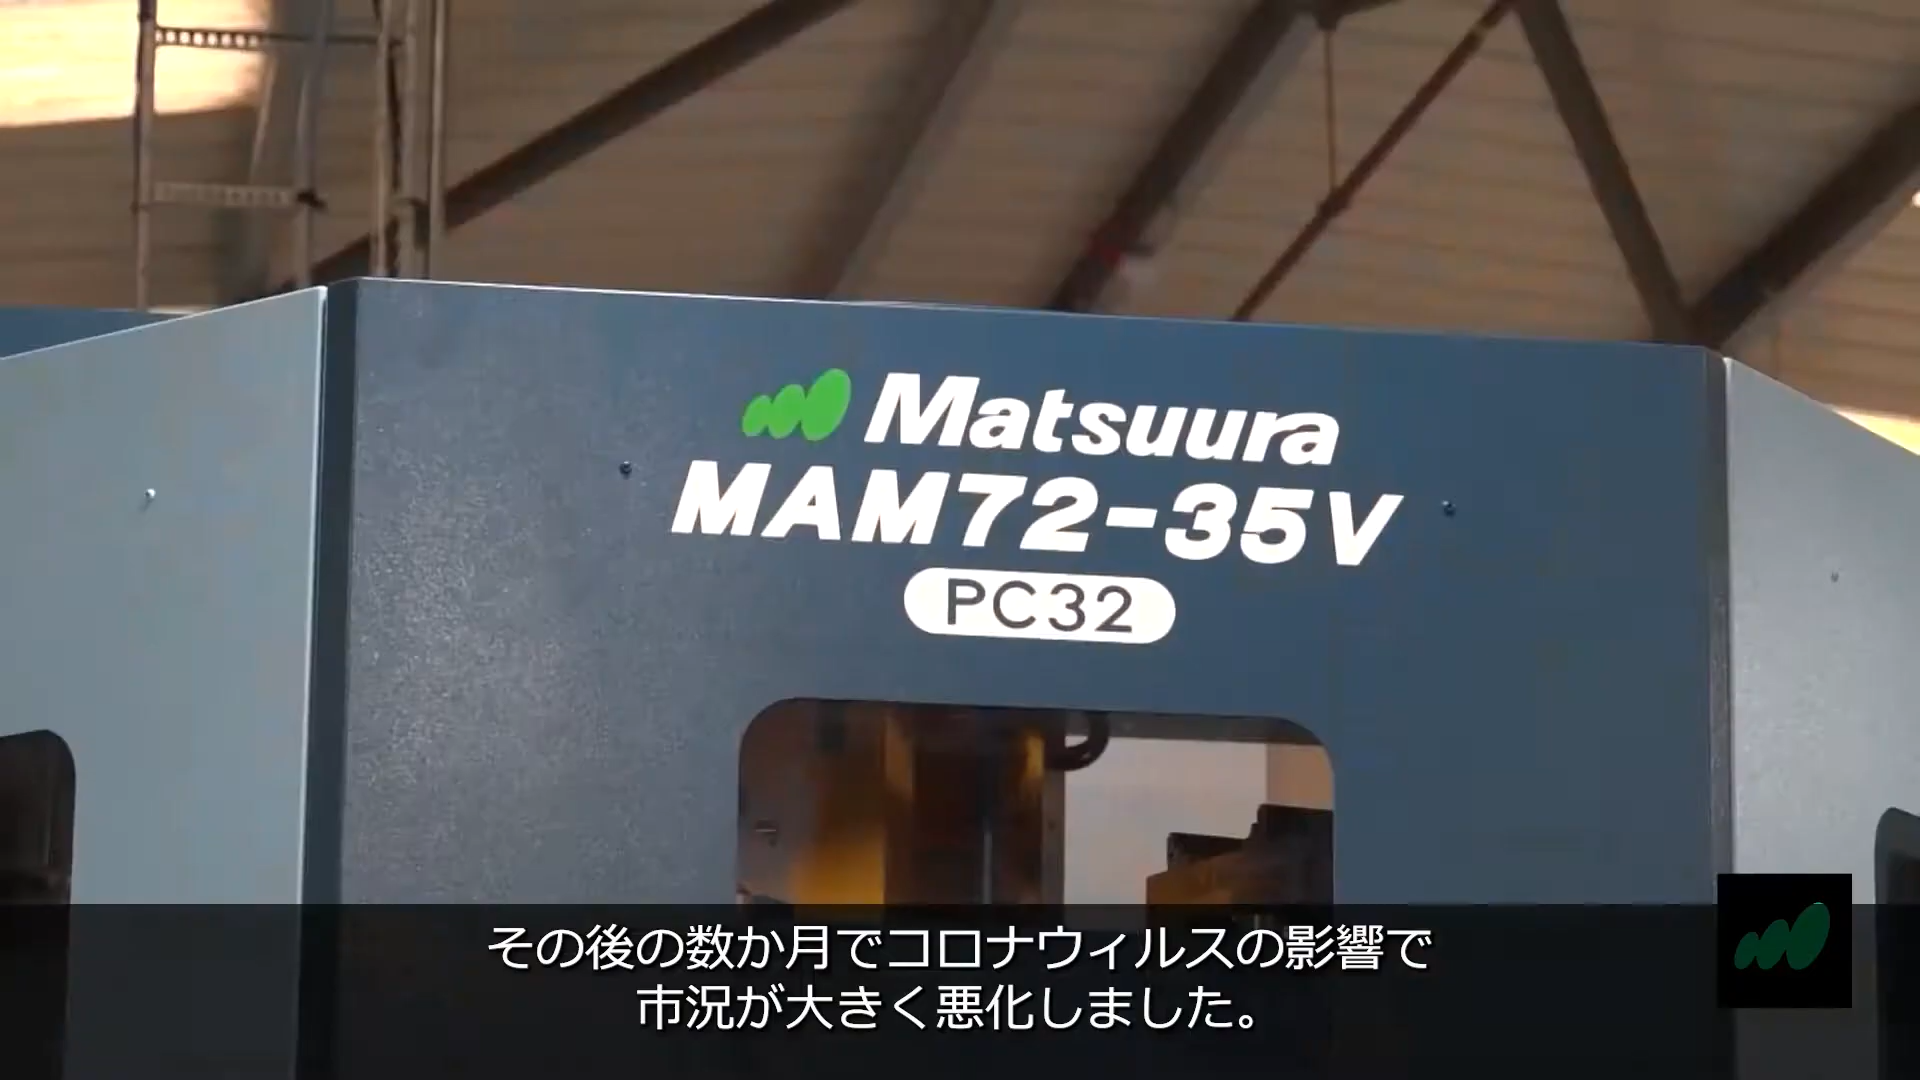 Matsuura
MAM72-35V
PC32
その後の数か月でコロナウィルスの影響で
市況が大きく悪化しました。